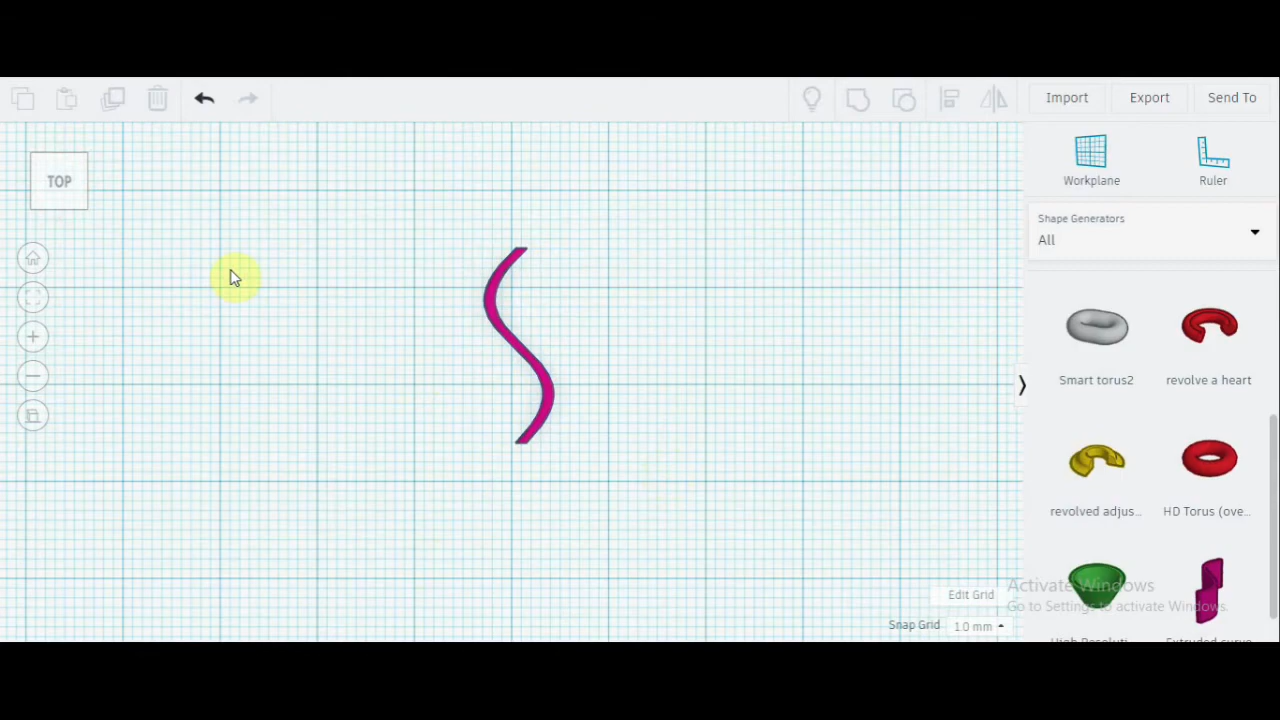 Import
Export
Send To
TOP
Workplane
Ruler
Shape Generators
All
Smart torus2
revolve a heart
revolved adjus...
HD Torus (ove...
Activate Windows
Go to Settings to activate Windows.
Edit Grid
Snap Grid
1.0 mm